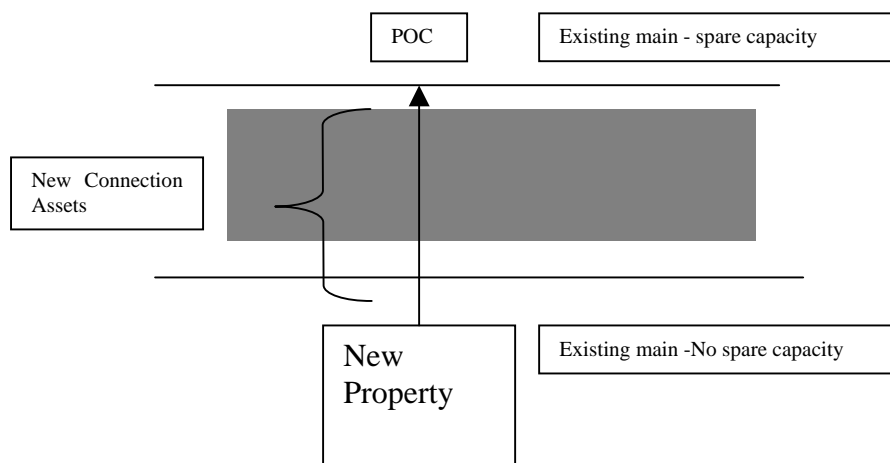 POC
Existing main - spare capacity
New Connection
Assets
New
Property
Existing main -No spare capacity